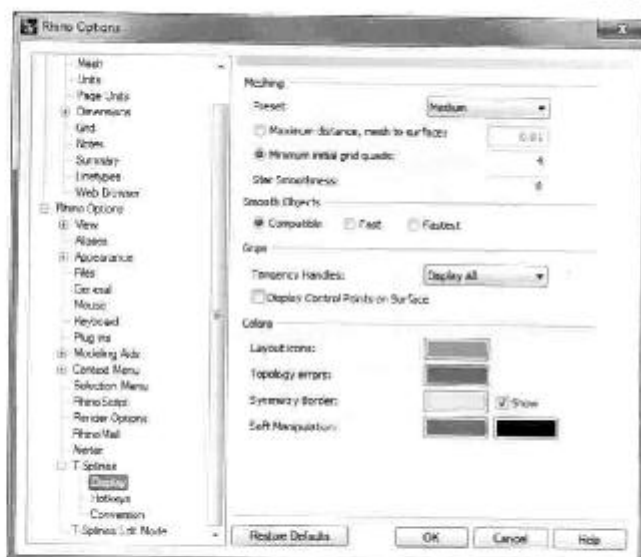 Rhino Options
Mesh
Units
Page Units
Dimensions
Grid
Notes
Summary
Linetypes
Web Browser
Rhino Options
View
Aliases
Appearance
Files
General
Mouse
Keyboard
Plug-ins
Modeling Aids
Context Menu
Selection Menu
RhinoScript
Render Options
RhinoMail
Alerter
T-Splines
Display
Hotkeys
Conversion
T-Splines Edit Mode
Meshing
Preset:
Medium
Maximum distance, mesh to surface:
0.01
Minimum initial grid quads:
4
Star Smoothness:
6
Smooth Objects
Compatible
Fast
Fastest
Grips
Tangency Handles:
Display All
Display Control Points on Surface
Colors
Layout icons:
Topology errors:
Symmetry Border:
Show
Soft Manipulation:
Restore Defaults
OK
Cancel
Help